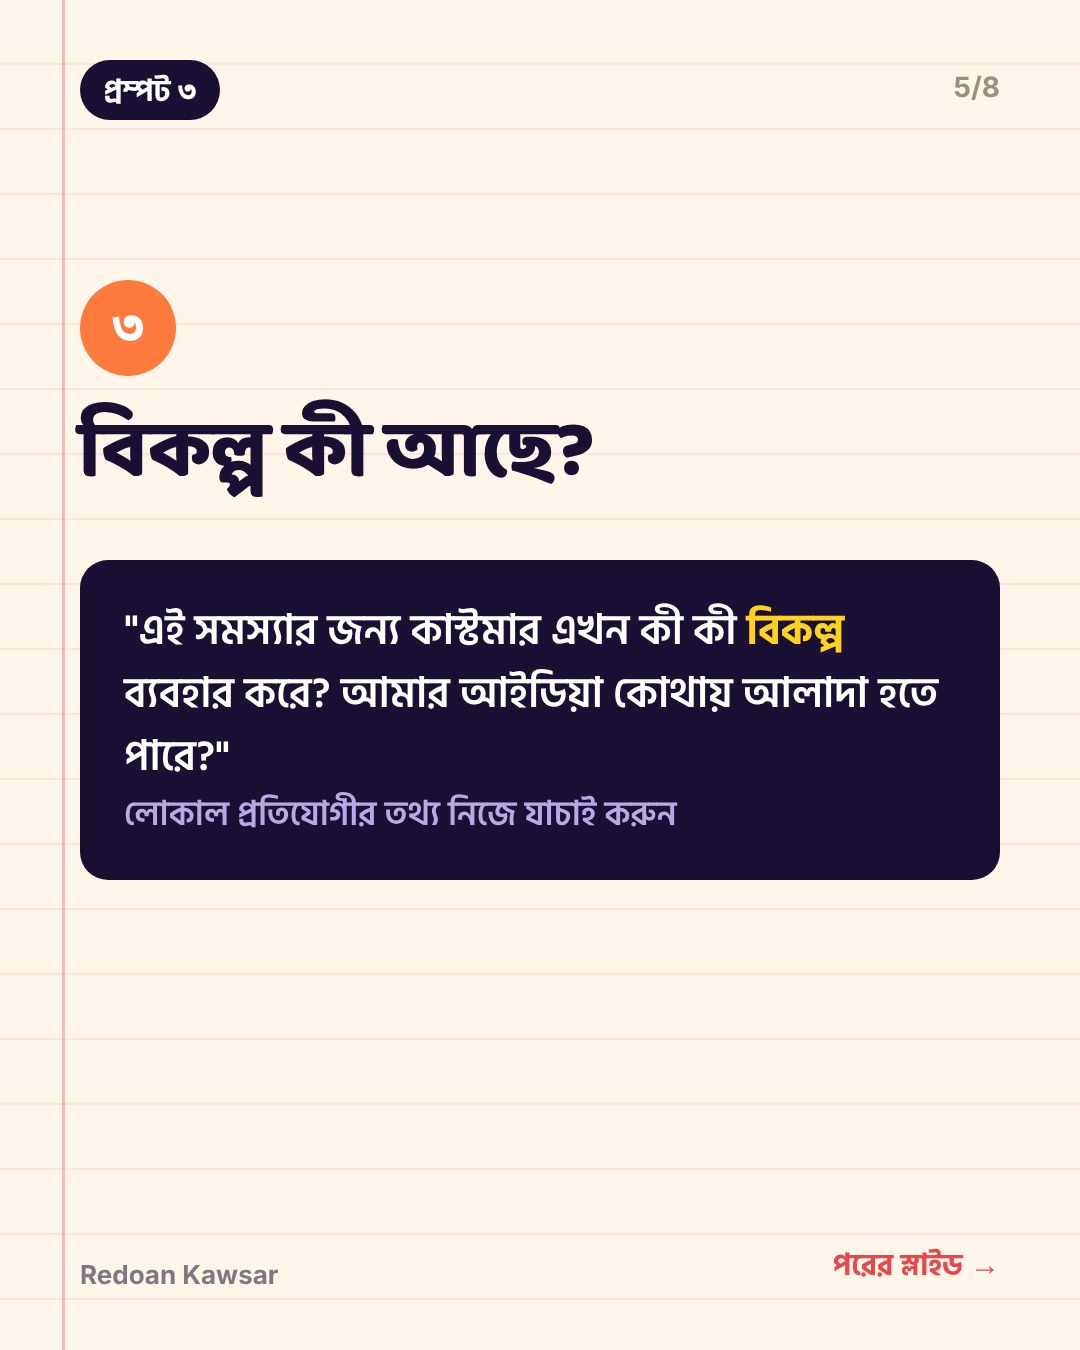 প্রম্পট ৩
5/8
৩
বিকল্প কী আছে?
"এই সমস্যার জন্য কাস্টমার এখন কী কী বিকল্প
ব্যবহার করে? আমার আইডিয়া কোথায় আলাদা হতে
পারে?"
লোকাল প্রতিযোগীর তথ্য নিজে যাচাই করুন
Redoan Kawsar
পরের স্লাইড →